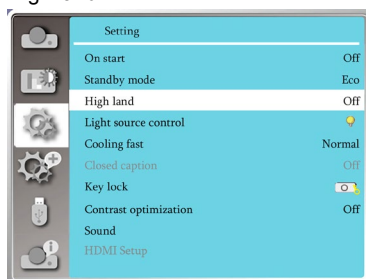 Setting
On start Off
Standby mode Eco
High land Off
Light source control
Cooling fast Normal
Closed caption Off
Key lock
Contrast optimization Off
Sound
HDMI Setup